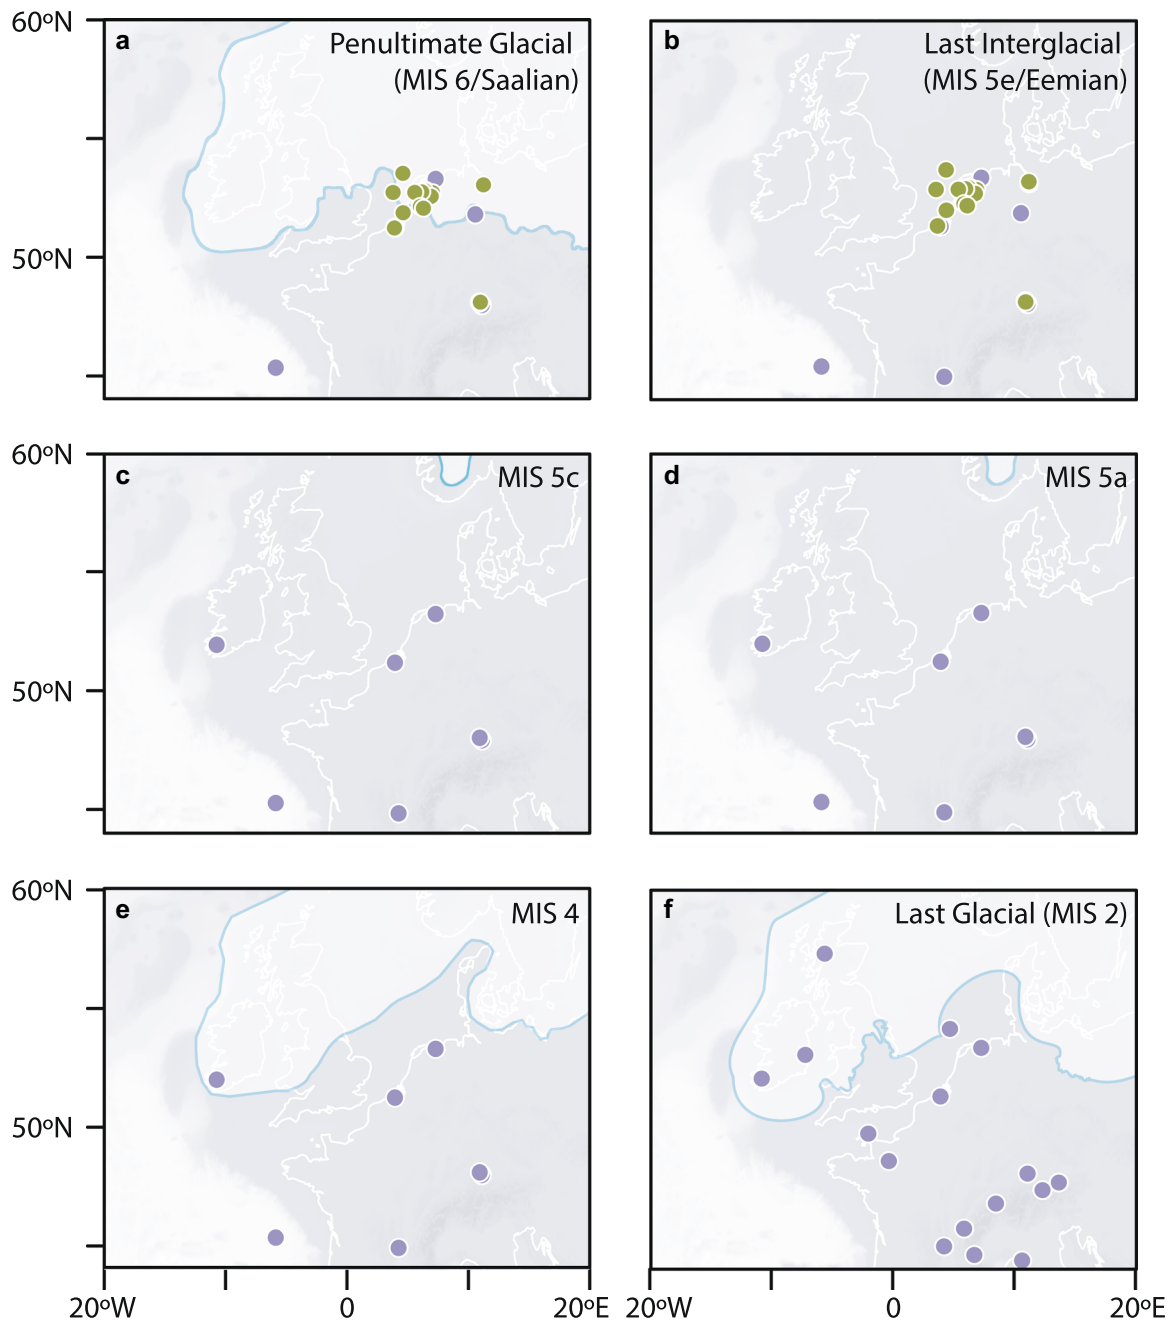 60ºN
a
Penultimate Glacial
(MIS 6/Saalian)
b
Last Interglacial
(MIS 5e/Eemian)
50ºN
60ºN
c
MIS 5c
d
MIS 5a
50ºN
60ºN
e
MIS 4
f
Last Glacial (MIS 2)
50ºN
20ºW
0
20ºE
20ºW
0
20ºE